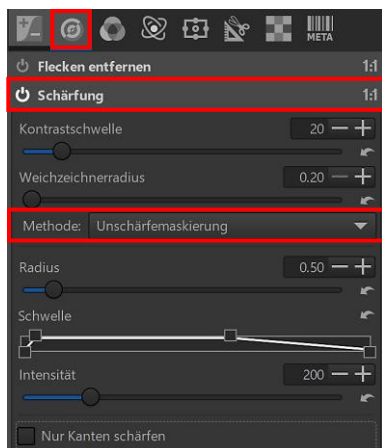 META
Flecken entfernen 1:1
Schärfung 1:1
Kontrastschwelle 20
Weichzeichnerradius 0.20
Methode: Unschärfemaskierung
Radius 0.50
Schwelle
Intensität 200
Nur Kanten schärfen